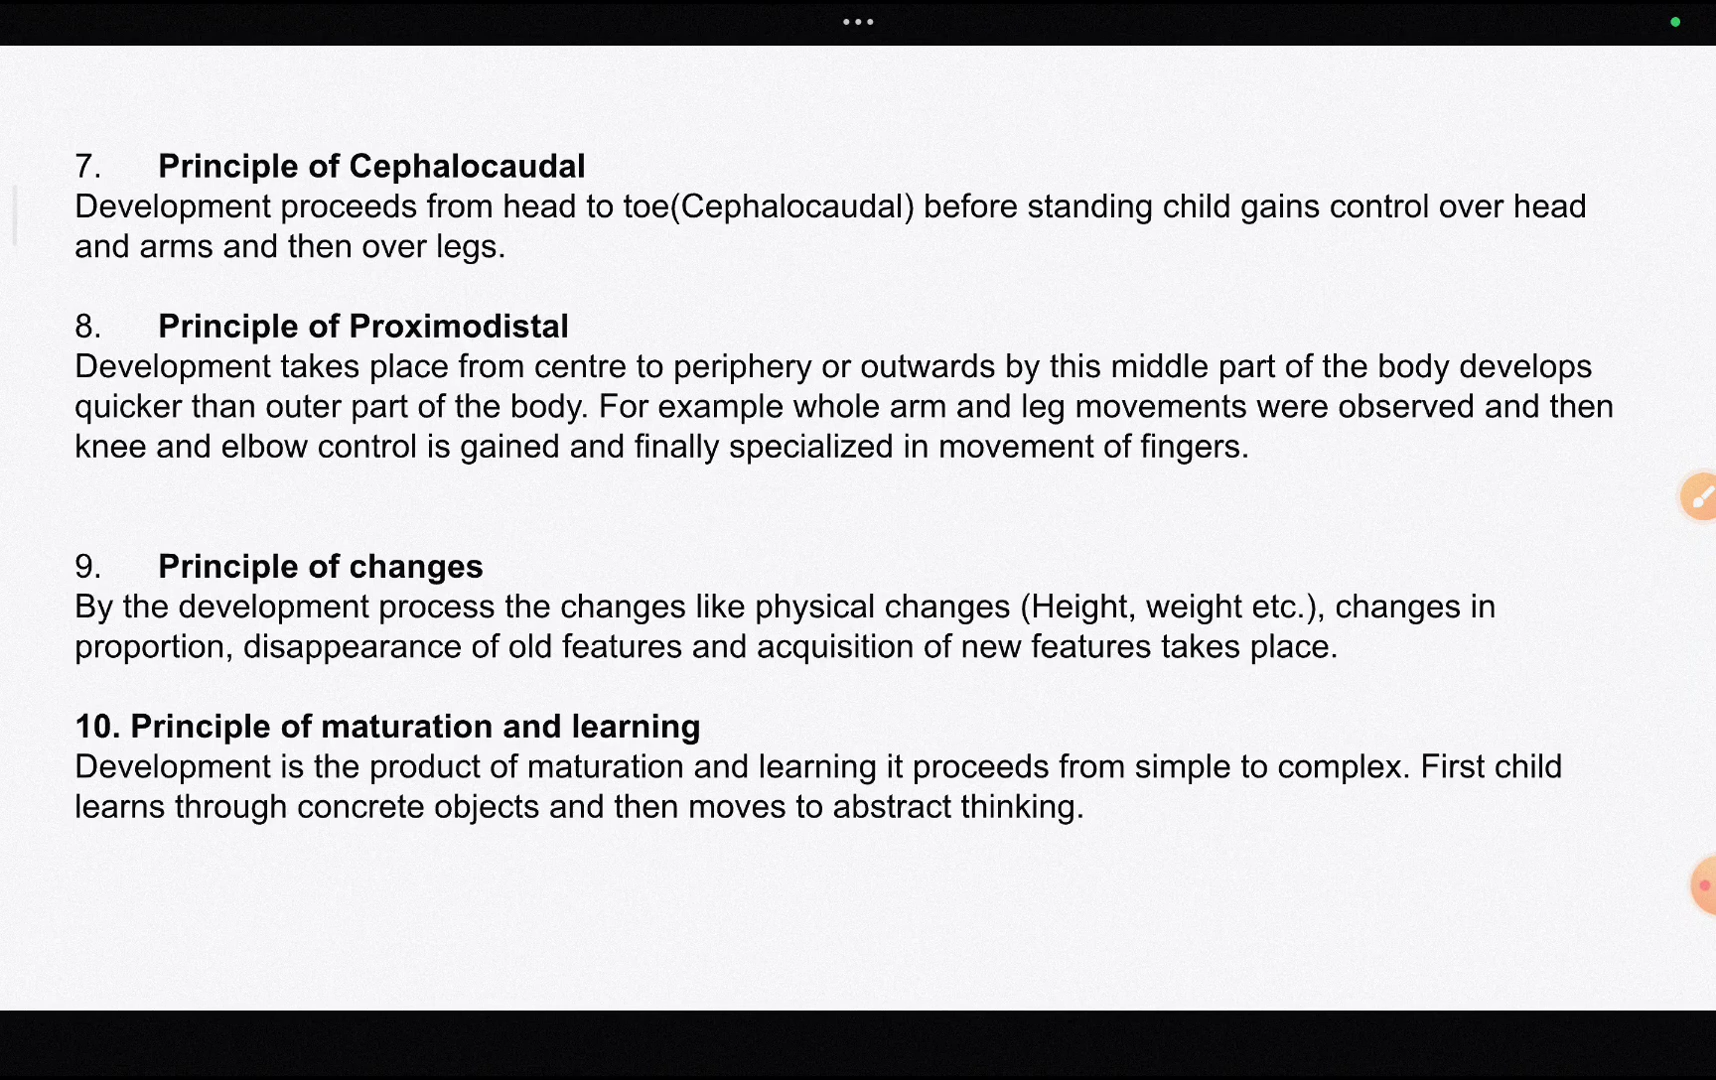 7. Principle of Cephalocaudal
Development proceeds from head to toe(Cephalocaudal) before standing child gains control over head
and arms and then over legs.
8. Principle of Proximodistal
Development takes place from centre to periphery or outwards by this middle part of the body develops
quicker than outer part of the body. For example whole arm and leg movements were observed and then
knee and elbow control is gained and finally specialized in movement of fingers.
9. Principle of changes
By the development process the changes like physical changes (Height, weight etc.), changes in
proportion, disappearance of old features and acquisition of new features takes place.
10. Principle of maturation and learning
Development is the product of maturation and learning it proceeds from simple to complex. First child
learns through concrete objects and then moves to abstract thinking.